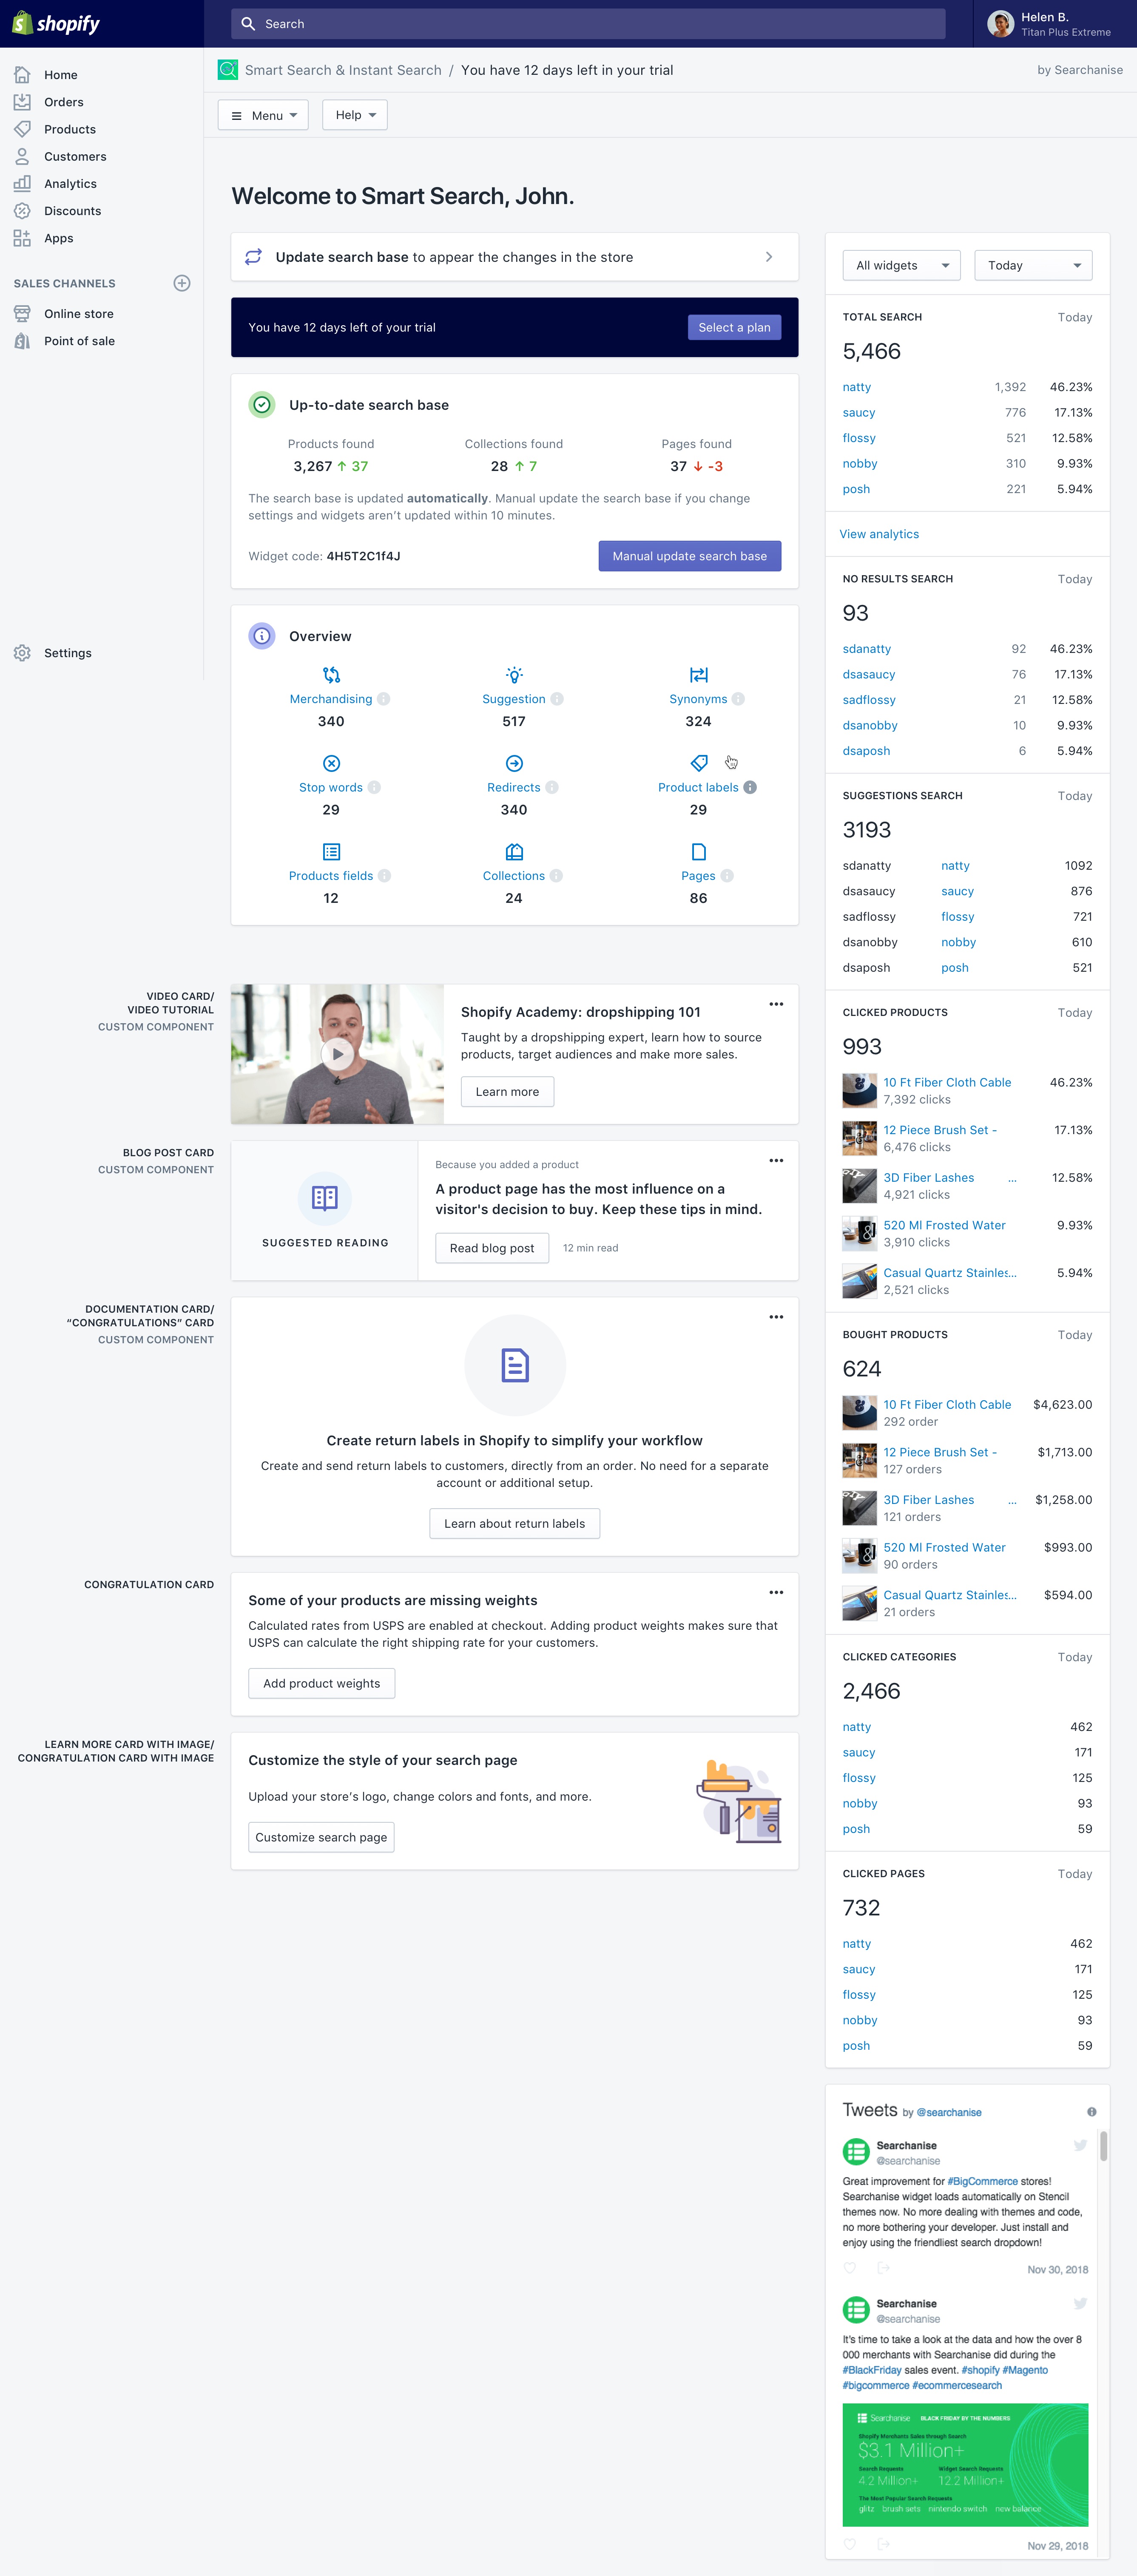 shopify
Search
Helen B.
Titan Plus Extreme
Home
Orders
Products
Customers
Analytics
Discounts
Apps
SALES CHANNELS
Online store
Point of sale
Settings
Smart Search & Instant Search / You have 12 days left in your trial
by Searchanise
Menu
Help
Welcome to Smart Search, John.
Update search base to appear the changes in the store
You have 12 days left of your trial
Select a plan
Up-to-date search base
Products found
3,267 ↑ 37
Collections found
28 ↑ 7
Pages found
37 ↓ -3
The search base is updated automatically. Manual update the search base if you change
settings and widgets aren't updated within 10 minutes.
Widget code: 4H5T2C1f4J
Manual update search base
Overview
Merchandising
340
Suggestion
517
Synonyms
324
Stop words
29
Redirects
340
Product labels
29
Products fields
12
Collections
24
Pages
86
VIDEO CARD/
VIDEO TUTORIAL
CUSTOM COMPONENT
Shopify Academy: dropshipping 101
Taught by a dropshipping expert, learn how to source
products, target audiences and make more sales.
Learn more
BLOG POST CARD
CUSTOM COMPONENT
SUGGESTED READING
Because you added a product
A product page has the most influence on a
visitor's decision to buy. Keep these tips in mind.
Read blog post
12 min read
DOCUMENTATION CARD/
“CONGRATULATIONS” CARD
CUSTOM COMPONENT
Create return labels in Shopify to simplify your workflow
Create and send return labels to customers, directly from an order. No need for a separate
account or additional setup.
Learn about return labels
CONGRATULATION CARD
Some of your products are missing weights
Calculated rates from USPS are enabled at checkout. Adding product weights makes sure that
USPS can calculate the right shipping rate for your customers.
Add product weights
LEARN MORE CARD WITH IMAGE/
CONGRATULATION CARD WITH IMAGE
Customize the style of your search page
Upload your store's logo, change colors and fonts, and more.
Customize search page
All widgets
Today
TOTAL SEARCH Today
5,466
natty 1,392 46.23%
saucy 776 17.13%
flossy 521 12.58%
nobby 310 9.93%
posh 221 5.94%
View analytics
NO RESULTS SEARCH Today
93
sdanatty 92 46.23%
dsasaucy 76 17.13%
sadflossy 21 12.58%
dsanobby 10 9.93%
dsaposh 6 5.94%
SUGGESTIONS SEARCH Today
3193
sdanatty natty 1092
dsasaucy saucy 876
sadflossy flossy 721
dsanobby nobby 610
dsaposh posh 521
CLICKED PRODUCTS Today
993
10 Ft Fiber Cloth Cable 46.23%
7,392 clicks
12 Piece Brush Set - 17.13%
6,476 clicks
3D Fiber Lashes ... 12.58%
4,921 clicks
520 Ml Frosted Water 9.93%
3,910 clicks
Casual Quartz Stainles... 5.94%
2,521 clicks
BOUGHT PRODUCTS Today
624
10 Ft Fiber Cloth Cable $4,623.00
292 order
12 Piece Brush Set - $1,713.00
127 orders
3D Fiber Lashes ... $1,258.00
121 orders
520 Ml Frosted Water $993.00
90 orders
Casual Quartz Stainles... $594.00
21 orders
CLICKED CATEGORIES Today
2,466
natty 462
saucy 171
flossy 125
nobby 93
posh 59
CLICKED PAGES Today
732
natty 462
saucy 171
flossy 125
nobby 93
posh 59
Tweets by @searchanise
Searchanise
@searchanise
Great improvement for #BigCommerce stores!
Searchanise widget loads automatically on Stencil
themes now. No more dealing with themes and code,
no more bothering your developer. Just install and
enjoy using the friendliest search dropdown!
Nov 30, 2018
Searchanise
@searchanise
It's time to take a look at the data and how the over 8
000 merchants with Searchanise did during the
#BlackFriday sales event. #shopify #Magento
#bigcommerce #ecommercesearch
Searchanise BLACK FRIDAY BY THE NUMBERS
Shopify Merchants Sales through Search
$3.1 Million+
Search Requests Widget Search Requests
4.2 Million+ 12.2 Million+
The Most Popular Search Requests
glitz brush sets nintendo switch new balance
Nov 29, 2018